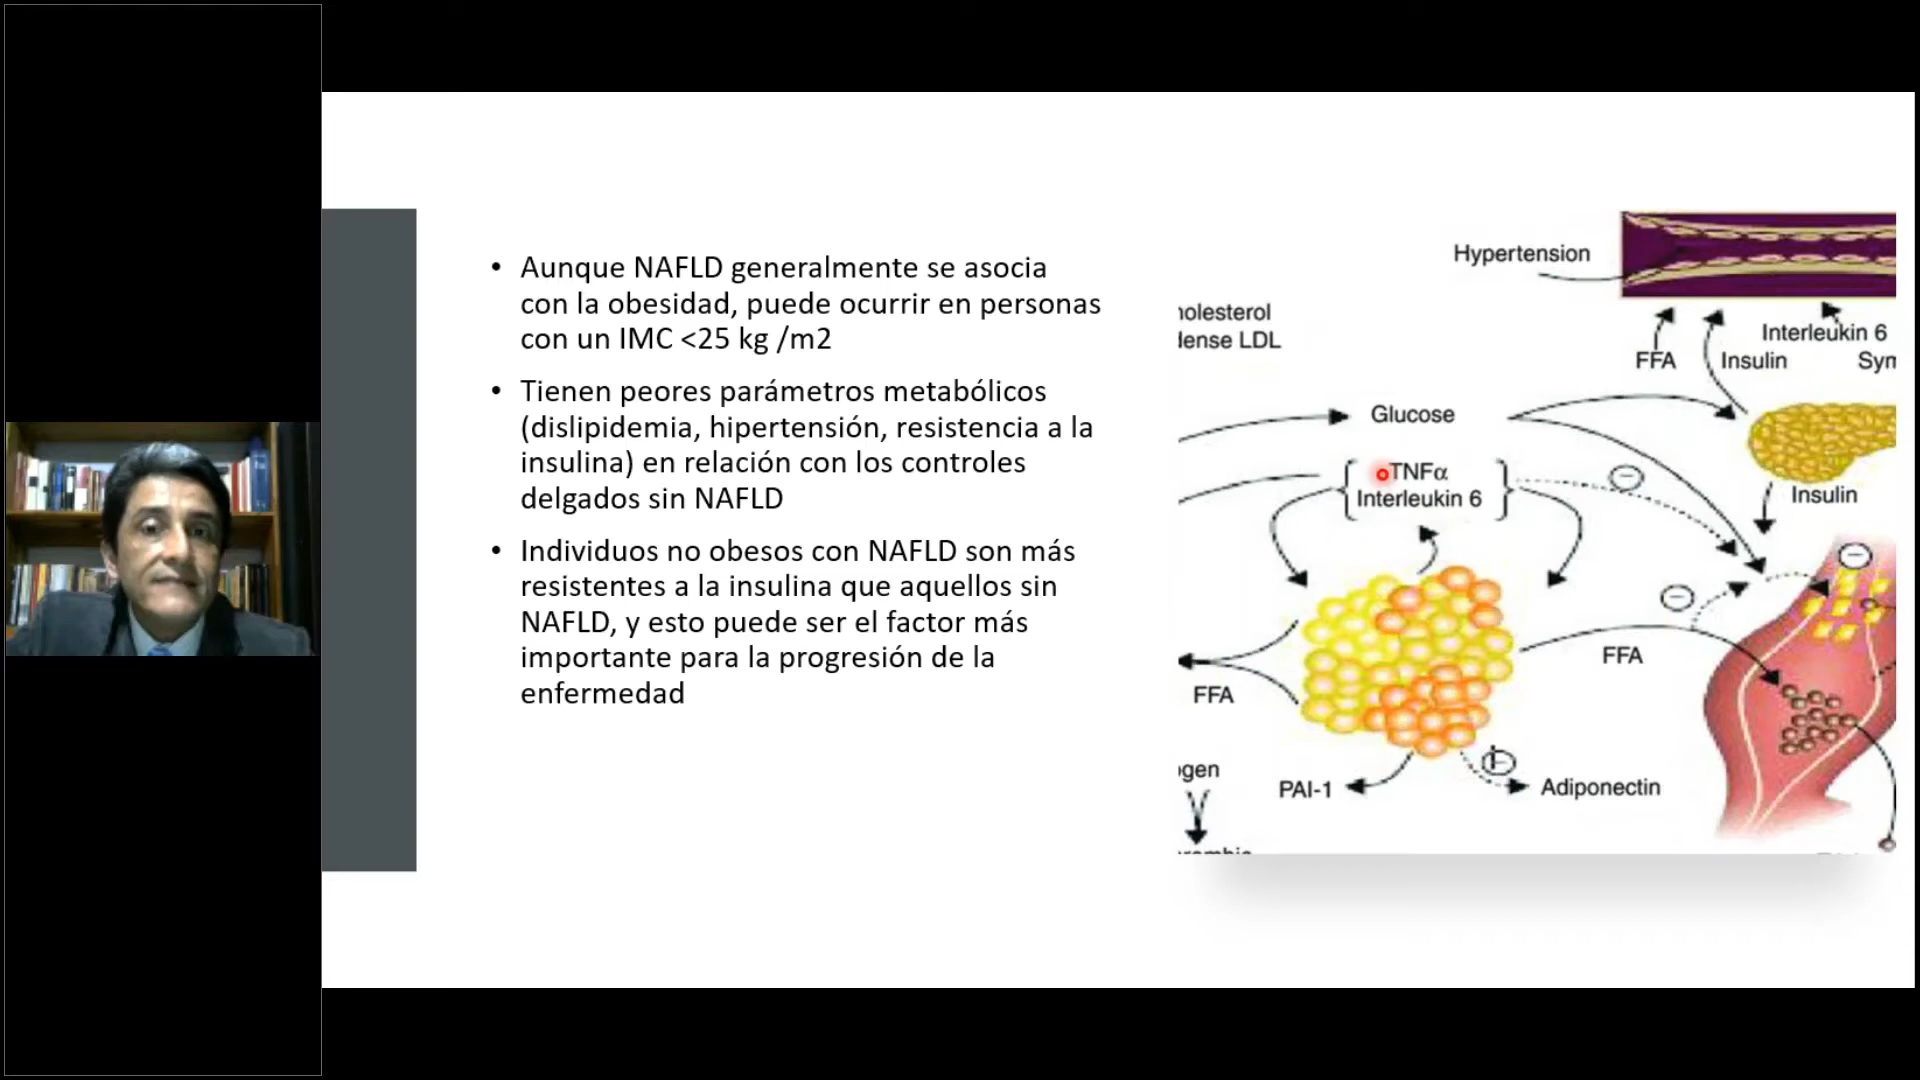 • Aunque NAFLD generalmente se asocia
con la obesidad, puede ocurrir en personas
con un IMC <25 kg /m2
• Tienen peores parámetros metabólicos
(dislipidemia, hipertensión, resistencia a la
insulina) en relación con los controles
delgados sin NAFLD
• Individuos no obesos con NAFLD son más
resistentes a la insulina que aquellos sin
NAFLD, y esto puede ser el factor más
importante para la progresión de la
enfermedad
Hypertension
holesterol
dense LDL
Interleukin 6
FFA
Insulin
Sym
Glucose
TNFα
Interleukin 6
Insulin
FFA
FFA
ogen
PAI-1
Adiponectin